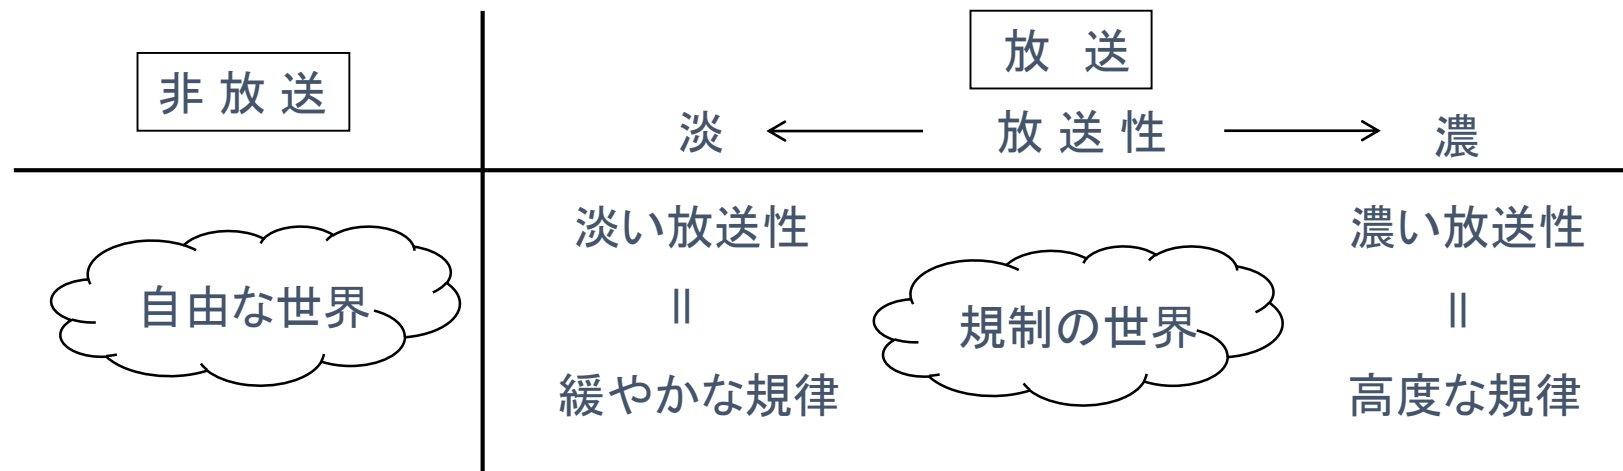 非 放 送
放 送
淡
放 送 性
濃
自由な世界
淡い放送性
||
緩やかな規律
規制の世界
濃い放送性
||
高度な規律